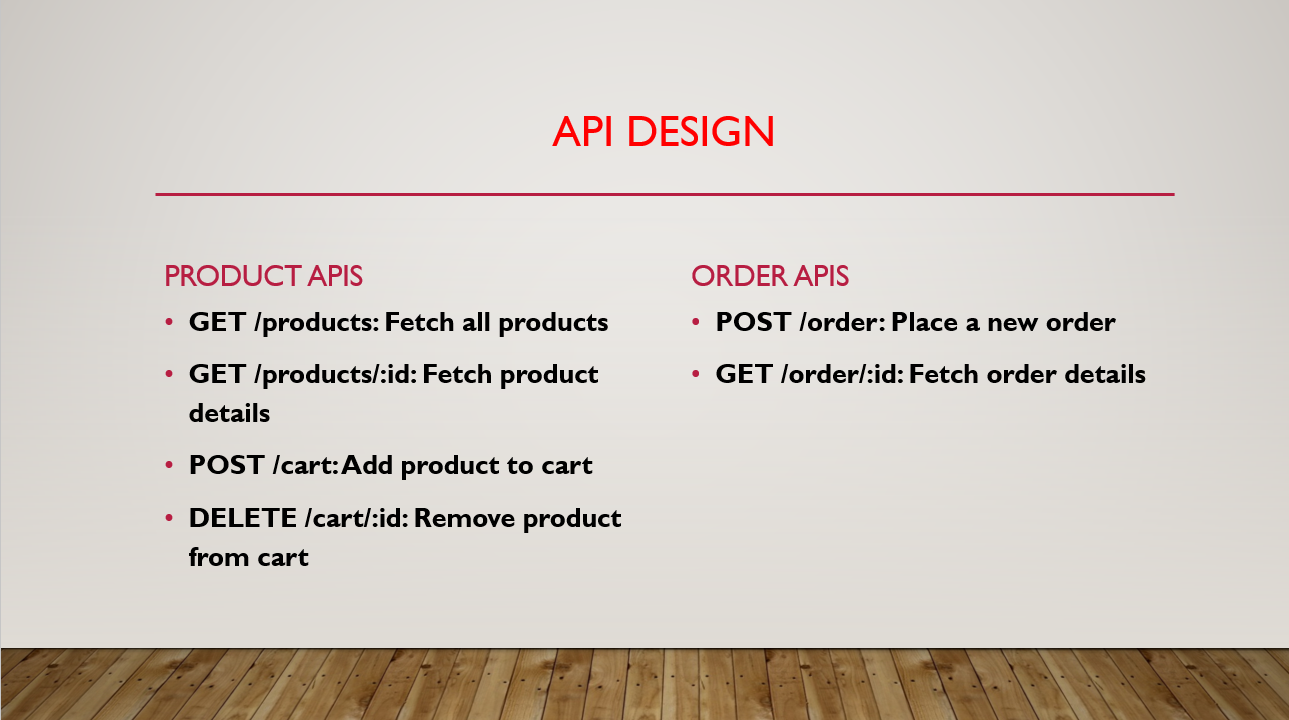 API DESIGN
PRODUCT APIS
• GET /products: Fetch all products
• GET /products/:id: Fetch product
details
• POST /cart: Add product to cart
• DELETE /cart/:id: Remove product
from cart
ORDER APIS
• POST /order: Place a new order
• GET /order/:id: Fetch order details